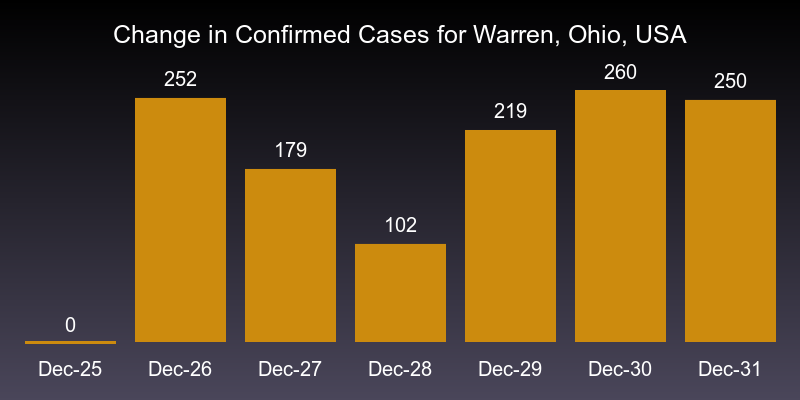 Change in Confirmed Cases for Warren, Ohio, USA
0
252
179
102
219
260
250
Dec-25
Dec-26
Dec-27
Dec-28
Dec-29
Dec-30
Dec-31